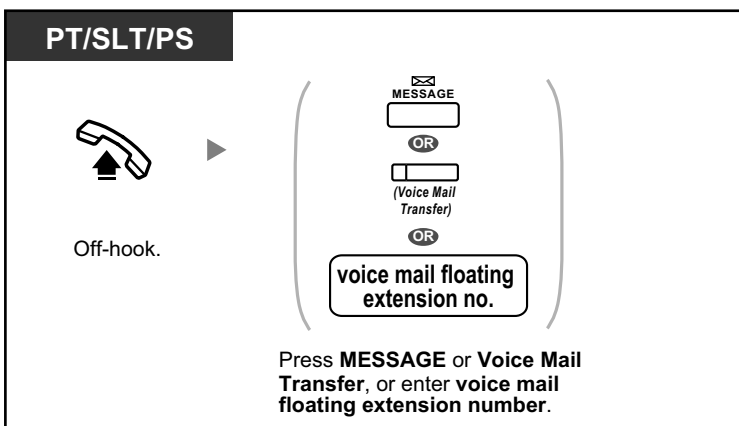 PT/SLT/PS
MESSAGE
OR
(Voice Mail
Transfer)
OR
Off-hook.
voice mail floating
extension no.
Press MESSAGE or Voice Mail
Transfer, or enter voice mail
floating extension number.